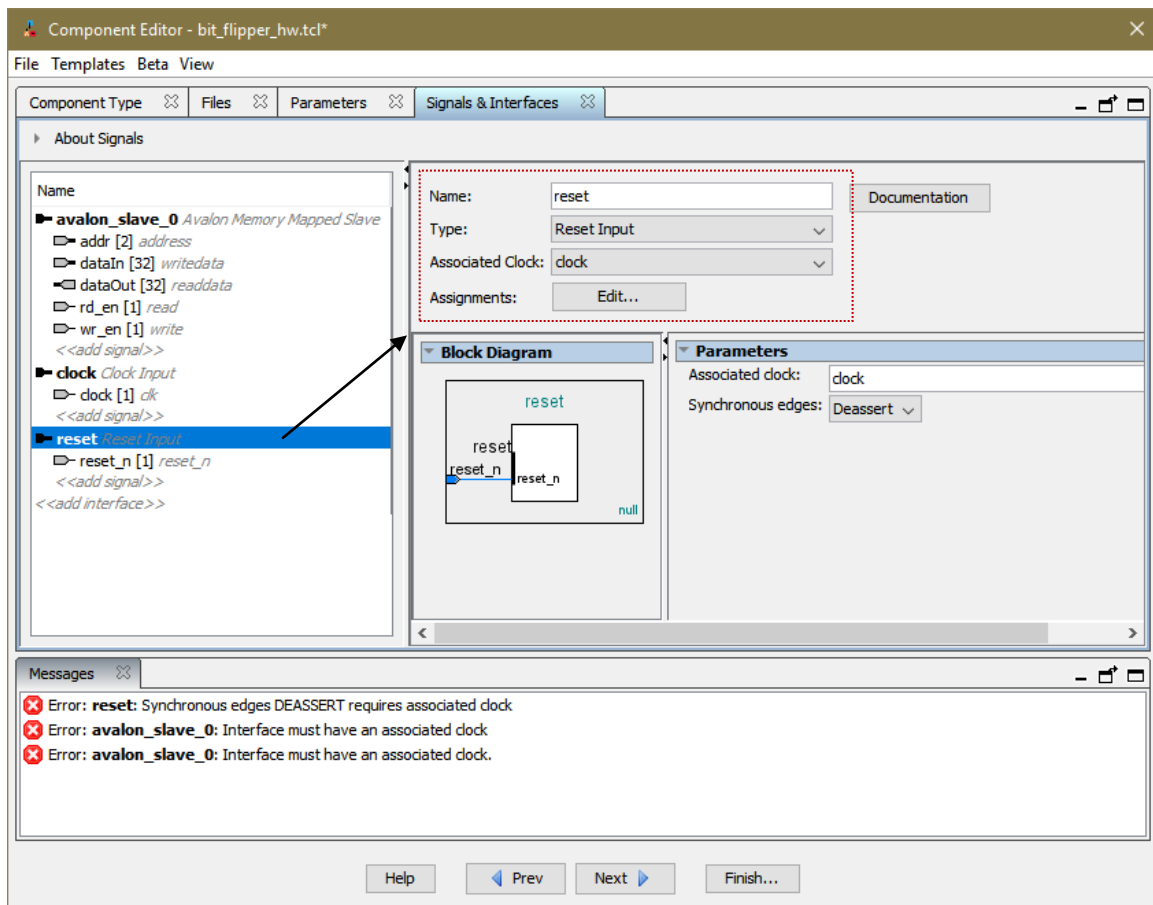 Component Editor - bit_flipper_hw.tcl*
File Templates Beta View
Component Type Files Parameters Signals & Interfaces
About Signals
Name
avalon_slave_0 Avalon Memory Mapped Slave
addr [2] address
dataIn [32] writedata
dataOut [32] readdata
rd_en [1] read
wr_en [1] write
<<add signal>>
clock Clock Input
clock [1] clk
<<add signal>>
reset Reset Input
reset_n [1] reset_n
<<add signal>>
<<add interface>>
Name: reset
Documentation
Type: Reset Input
Associated Clock: clock
Assignments: Edit...
Block Diagram
reset
reset
reset_n
reset_n
null
Parameters
Associated clock: clock
Synchronous edges: Deassert
Messages
Error: reset: Synchronous edges DEASSERT requires associated clock
Error: avalon_slave_0: Interface must have an associated clock
Error: avalon_slave_0: Interface must have an associated clock.
Help Prev Next Finish...